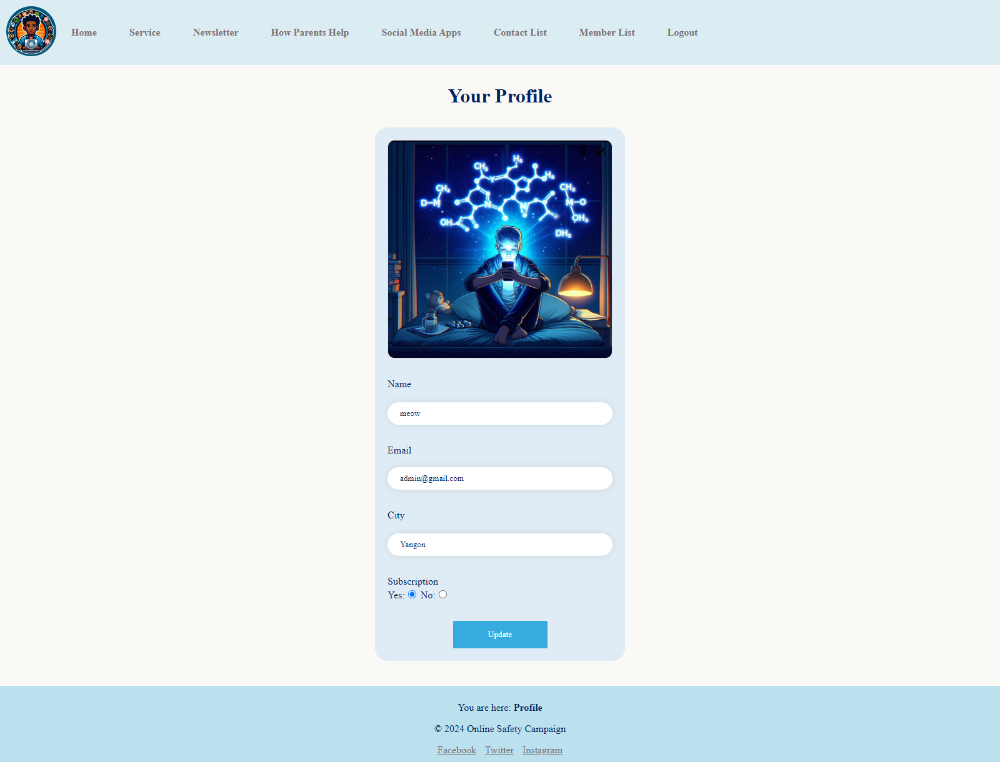 Home Service Newsletter How Parents Help Social Media Apps Contact List Member List Logout
Your Profile
CH₃ H₄
Y H₂
CH₂ CH₂
D-M N N M-O
OH OH₂
DH₂
Name
meow
Email
admin@gmail.com
City
Yangon
Subscription
Yes: No:
Update
You are here: Profile
© 2024 Online Safety Campaign
Facebook Twitter Instagram